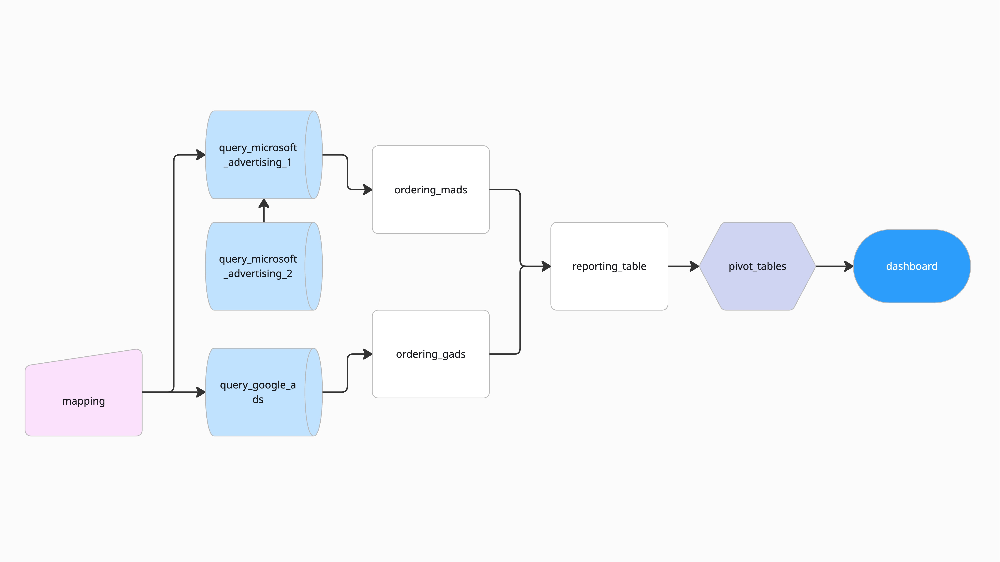 query_microsoft
_advertising_1
ordering_mads
query_microsoft
_advertising_2
reporting_table
pivot_tables
dashboard
ordering_gads
query_google_a
ds
mapping